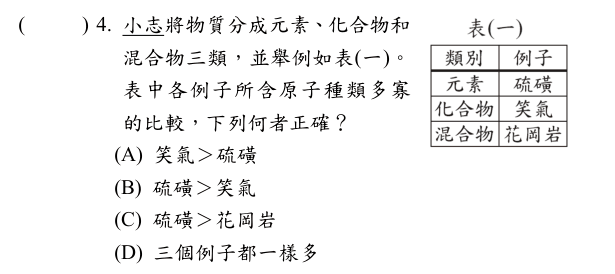 (　　) 4. 小志將物質分成元素、化合物和
混合物三類，並舉例如表(一)。
表中各例子所含原子種類多寡
的比較，下列何者正確？
(A) 笑氣＞硫磺
(B) 硫磺＞笑氣
(C) 硫磺＞花岡岩
(D) 三個例子都一樣多
表(一)
類別 例子
元素 硫磺
化合物 笑氣
混合物 花岡岩